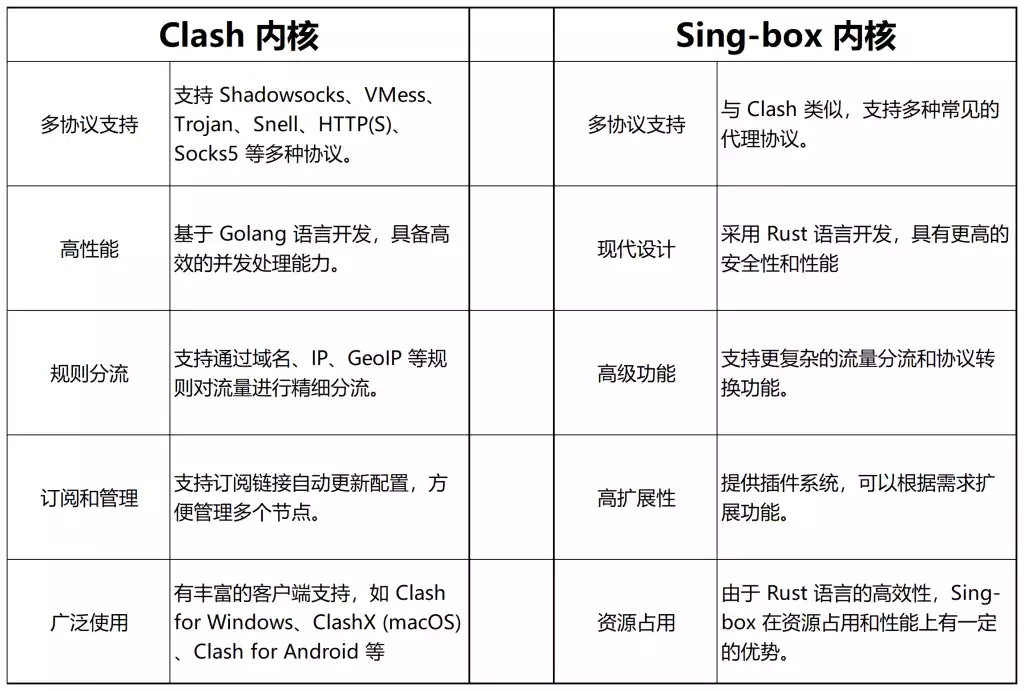 Clash 内核
Sing-box 内核
多协议支持
支持 Shadowsocks、VMess、
Trojan、Snell、HTTP(S)、
Socks5 等多种协议。
多协议支持
与 Clash 类似，支持多种常见的
代理协议。
高性能
基于 Golang 语言开发，具备高
效的并发处理能力。
现代设计
采用 Rust 语言开发，具有更高的
安全性和性能
规则分流
支持通过域名、IP、GeoIP 等规
则对流量进行精细分流。
高级功能
支持更复杂的流量分流和协议转
换功能。
订阅和管理
支持订阅链接自动更新配置，方
便管理多个节点。
高扩展性
提供插件系统，可以根据需求扩
展功能。
广泛使用
有丰富的客户端支持，如 Clash
for Windows、ClashX (macOS)
、Clash for Android 等
资源占用
由于 Rust 语言的高效性，Sing-
box 在资源占用和性能上有一定
的优势。